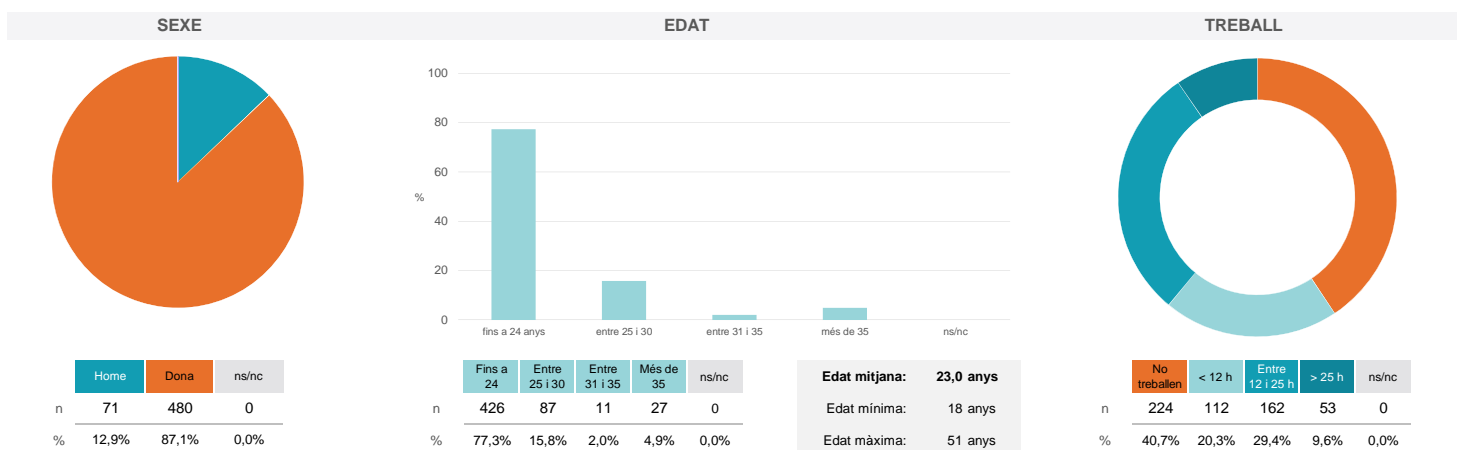 SEXE
Home Dona ns/nc
n 71 480 0
% 12,9% 87,1% 0,0%
EDAT
100
80
60
%
40
20
0
fins a 24 anys entre 25 i 30 entre 31 i 35 més de 35 ns/nc
Fins a 24 Entre 25 i 30 Entre 31 i 35 Més de 35 ns/nc
n 426 87 11 27 0
% 77,3% 15,8% 2,0% 4,9% 0,0%
Edat mitjana: 23,0 anys
Edat mínima: 18 anys
Edat màxima: 51 anys
TREBALL
No treballen < 12 h Entre 12 i 25 h > 25 h ns/nc
n 224 112 162 53 0
% 40,7% 20,3% 29,4% 9,6% 0,0%